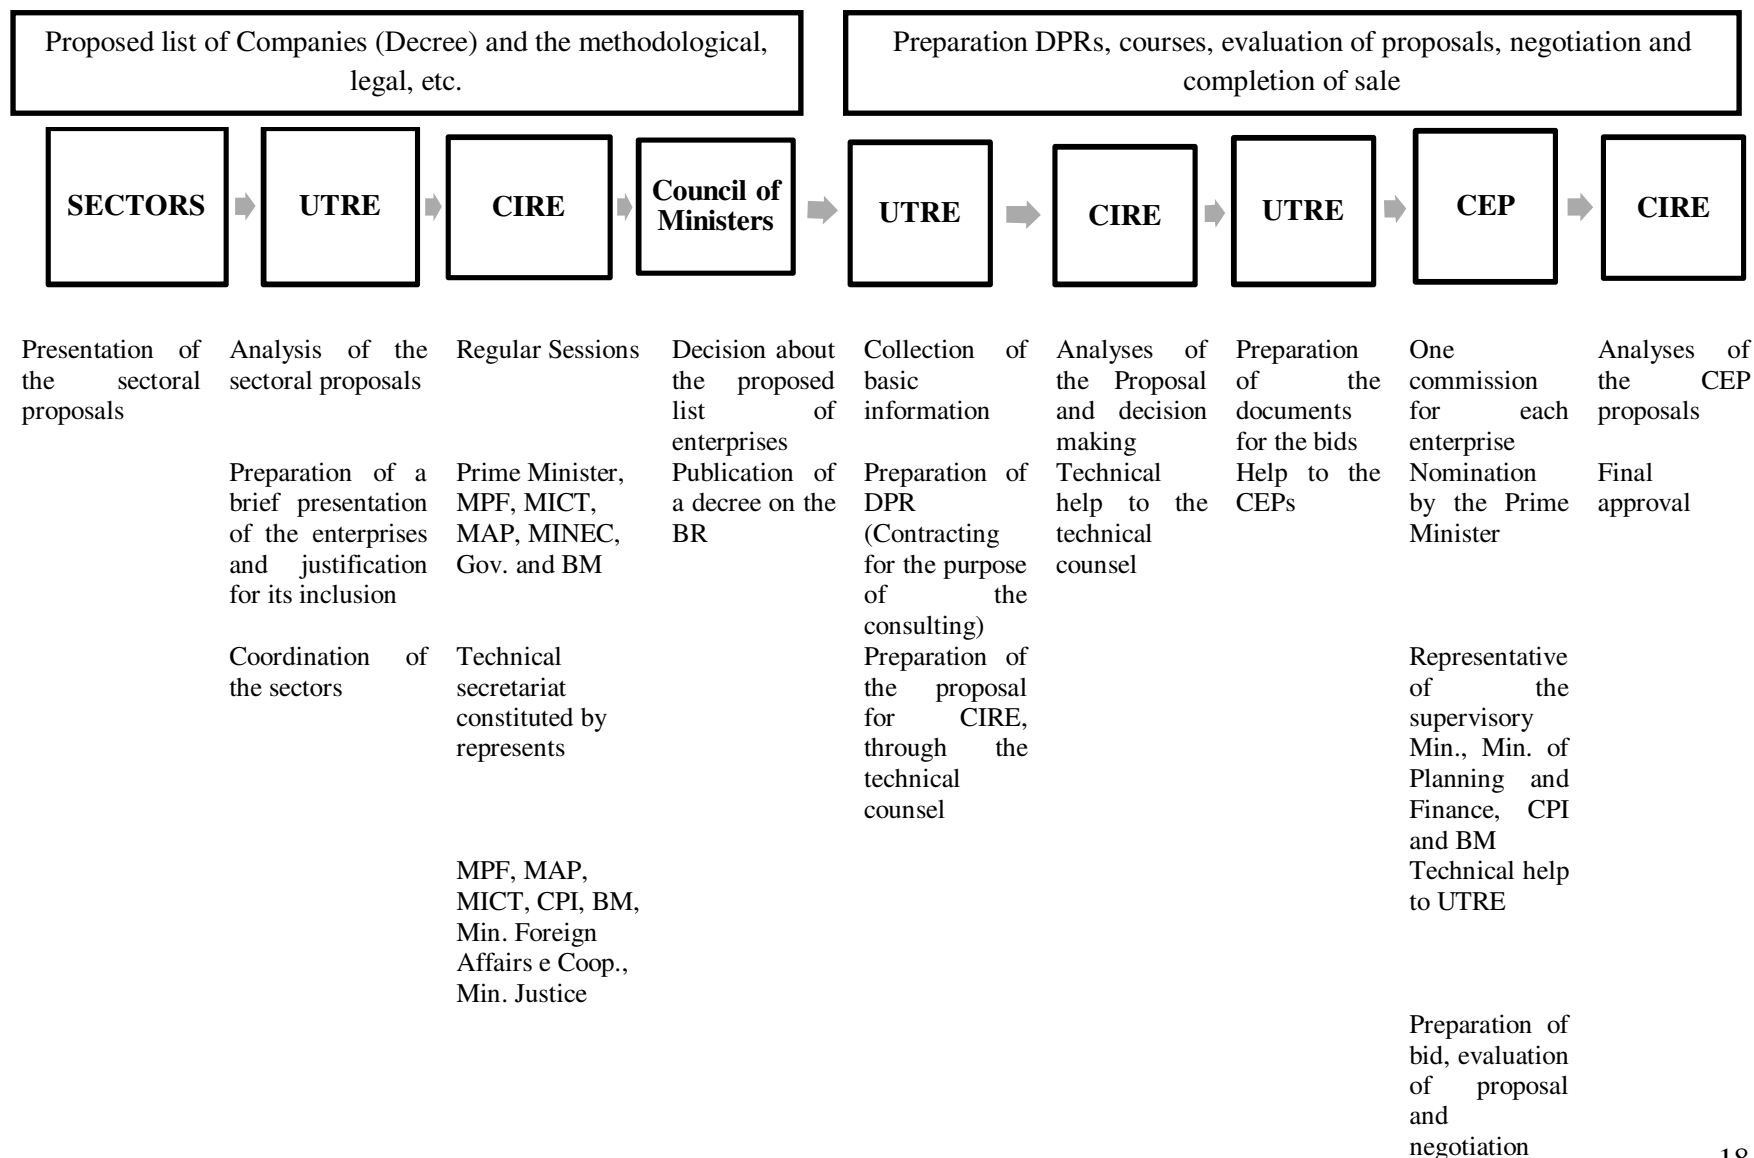 Proposed list of Companies (Decree) and the methodological,
legal, etc.
Preparation DPRs, courses, evaluation of proposals, negotiation and
completion of sale
SECTORS
UTRE
CIRE
Council of
Ministers
UTRE
CIRE
UTRE
CEP
CIRE
Presentation of
the sectoral
proposals
Analysis of the
sectoral proposals
Preparation of a
brief presentation
of the enterprises
and justification
for its inclusion
Coordination of
the sectors
Regular Sessions
Prime Minister,
MPF, MICT,
MAP, MINEC,
Gov. and BM
Technical
secretariat
constituted by
represents
MPF, MAP,
MICT, CPI, BM,
Min. Foreign
Affairs e Coop.,
Min. Justice
Decision about
the proposed
list of
enterprises
Publication of
a decree on the
BR
Collection of
basic
information
Preparation of
DPR
(Contracting
for the purpose
of the
consulting)
Preparation of
the proposal
for CIRE,
through the
technical
counsel
Analyses of
the Proposal
and decision
making
Technical
help to the
technical
counsel
Preparation
of the
documents
for the bids
Help to the
CEPs
One
commission
for each
enterprise
Nomination
by the Prime
Minister
Representative
of the
supervisory
Min., Min. of
Planning and
Finance, CPI
and BM
Technical help
to UTRE
Preparation of
bid, evaluation
of proposal
and
negotiation
Analyses of
the CEP
proposals
Final
approval
18